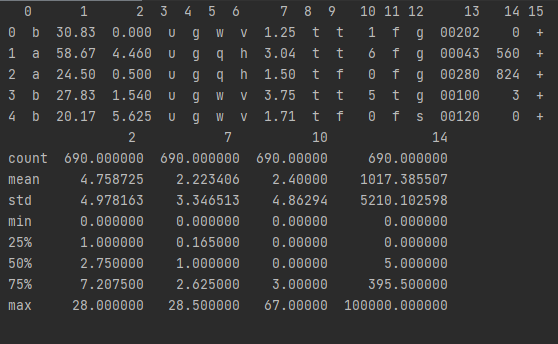 0 1 2 3 4 5 6 7 8 9 10 11 12 13 14 15
0 b 30.83 0.000 u g w v 1.25 t t 1 f g 00202 0 +
1 a 58.67 4.460 u g q h 3.04 t t 6 f g 00043 560 +
2 a 24.50 0.500 u g q h 1.50 t f 0 f g 00280 824 +
3 b 27.83 1.540 u g w v 3.75 t t 5 t g 00100 3 +
4 b 20.17 5.625 u g w v 1.71 t f 0 f s 00120 0 +
2 7 10 14
count 690.000000 690.000000 690.00000 690.000000
mean 4.758725 2.223406 2.40000 1017.385507
std 4.978163 3.346513 4.86294 5210.102598
min 0.000000 0.000000 0.00000 0.000000
25% 1.000000 0.165000 0.00000 0.000000
50% 2.750000 1.000000 0.00000 5.000000
75% 7.207500 2.625000 3.00000 395.500000
max 28.000000 28.500000 67.00000 100000.000000